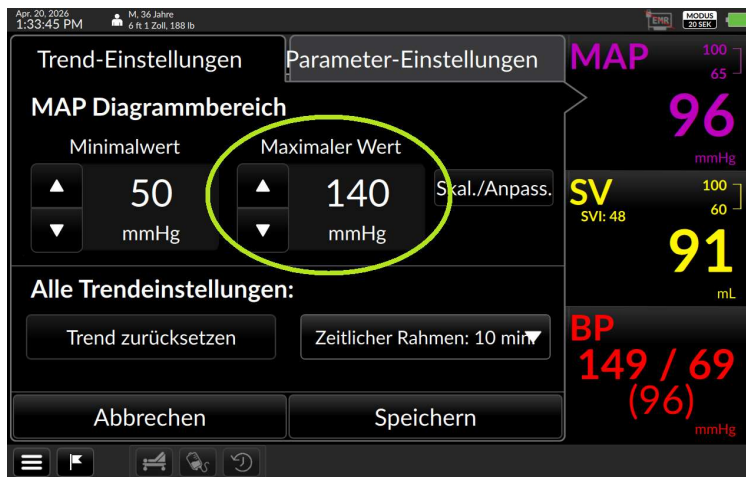 Apr. 20, 2026
1:33:45 PM
M, 36 Jahre
6 ft 1 Zoll, 188 lb
EMR
MODUS
20 SEK
Trend-Einstellungen
Parameter-Einstellungen
MAP Diagrammbereich
Minimalwert
Maximaler Wert
50
mmHg
140
mmHg
Skal./Anpass.
Alle Trendeinstellungen:
Trend zurücksetzen
Zeitlicher Rahmen: 10 min
Abbrechen
Speichern
MAP
100
65
96
mmHg
SV
SVI: 48
100
60
91
mL
BP
149 / 69
(96)
mmHg